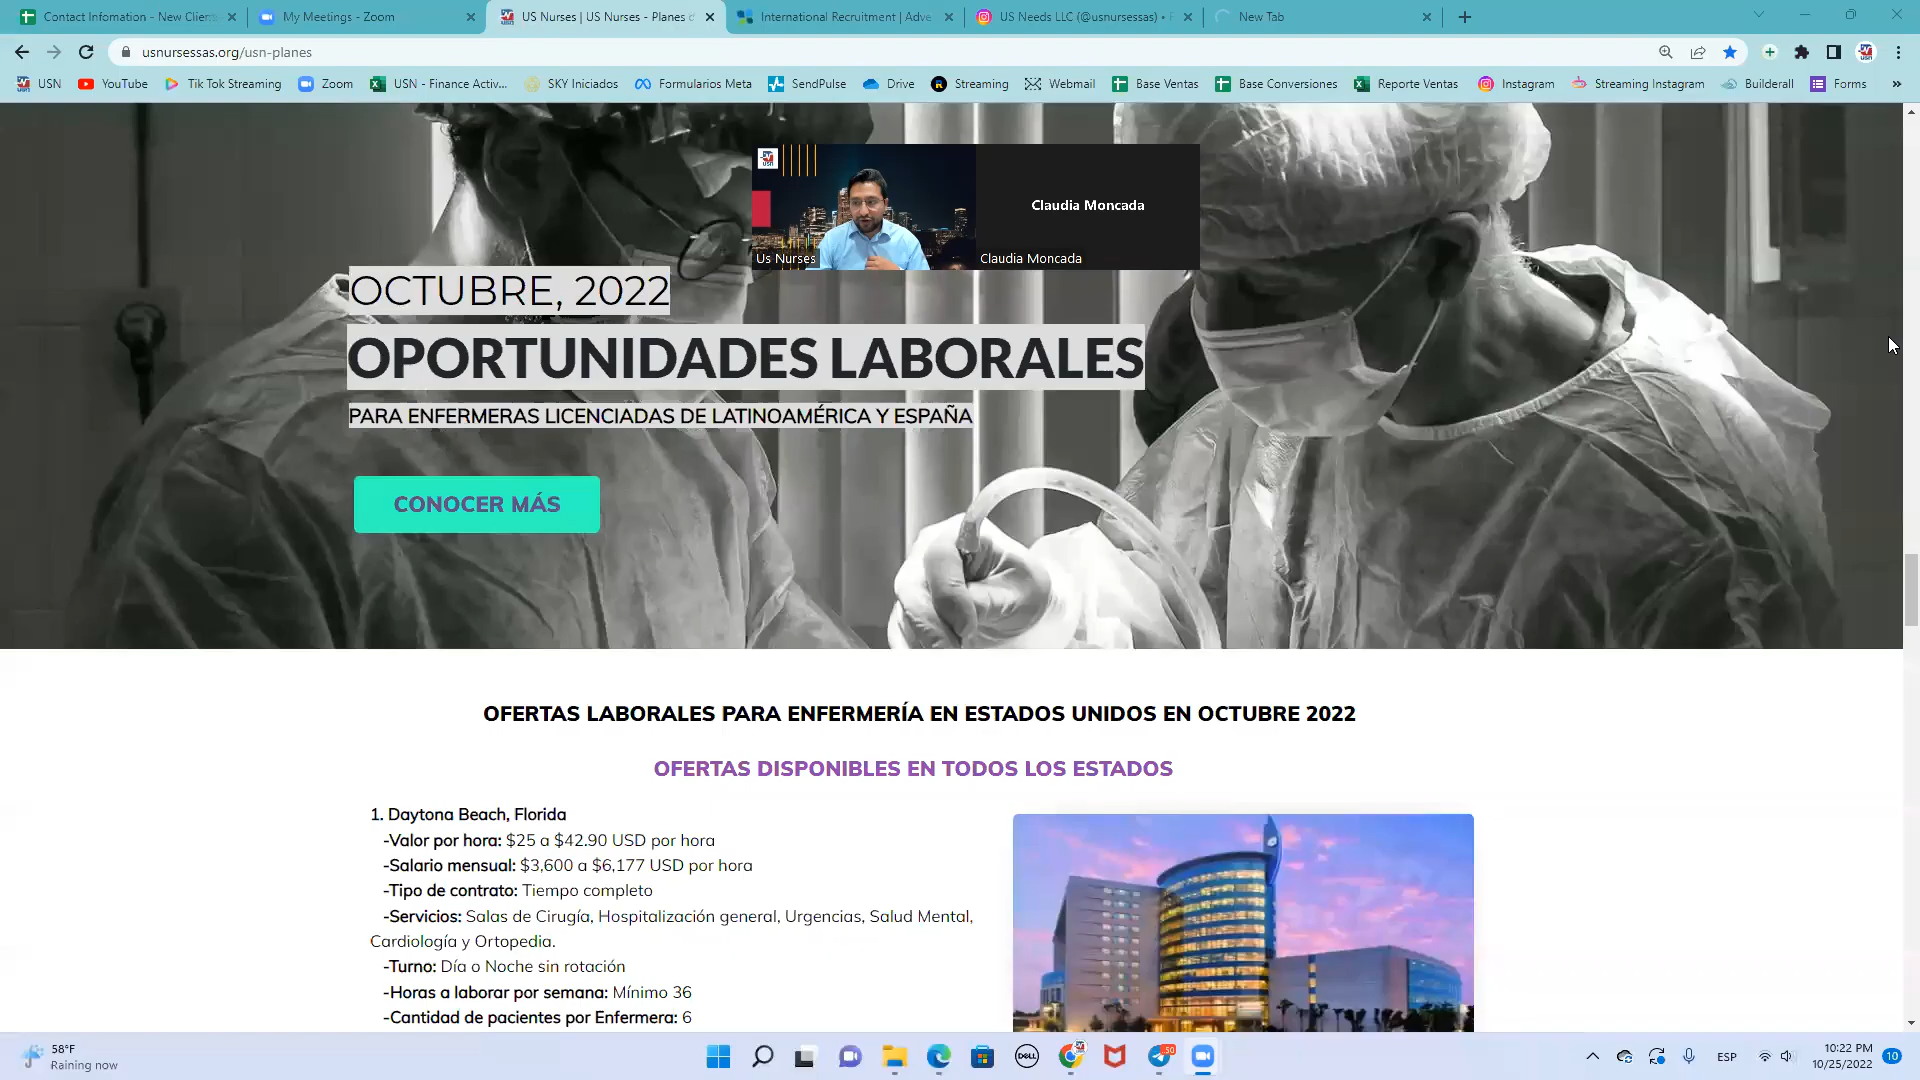 Contact Infomation - New Client
My Meetings - Zoom
US Nurses | US Nurses - Planes d
International Recruitment | Adve
US Needs LLC (@usnursessas) •
New Tab
usnursessas.org/usn-planes
USN
YouTube
Tik Tok Streaming
Zoom
USN - Finance Activ...
SKY Iniciados
Formularios Meta
SendPulse
Drive
Streaming
Webmail
Base Ventas
Base Conversiones
Reporte Ventas
Instagram
Streaming Instagram
Builderall
Forms
»
USN
Claudia Moncada
Us Nurses
Claudia Moncada
OCTUBRE, 2022
OPORTUNIDADES LABORALES
PARA ENFERMERAS LICENCIADAS DE LATINOAMÉRICA Y ESPAÑA
CONOCER MÁS
OFERTAS LABORALES PARA ENFERMERÍA EN ESTADOS UNIDOS EN OCTUBRE 2022
OFERTAS DISPONIBLES EN TODOS LOS ESTADOS
1. Daytona Beach, Florida
-Valor por hora: $25 a $42.90 USD por hora
-Salario mensual: $3,600 a $6,177 USD por hora
-Tipo de contrato: Tiempo completo
-Servicios: Salas de Cirugía, Hospitalización general, Urgencias, Salud Mental,
Cardiología y Ortopedia.
-Turno: Día o Noche sin rotación
-Horas a laborar por semana: Mínimo 36
-Cantidad de pacientes por Enfermera: 6
58°F
Raining now
DELL
50
ESP
10:22 PM
10/25/2022
10